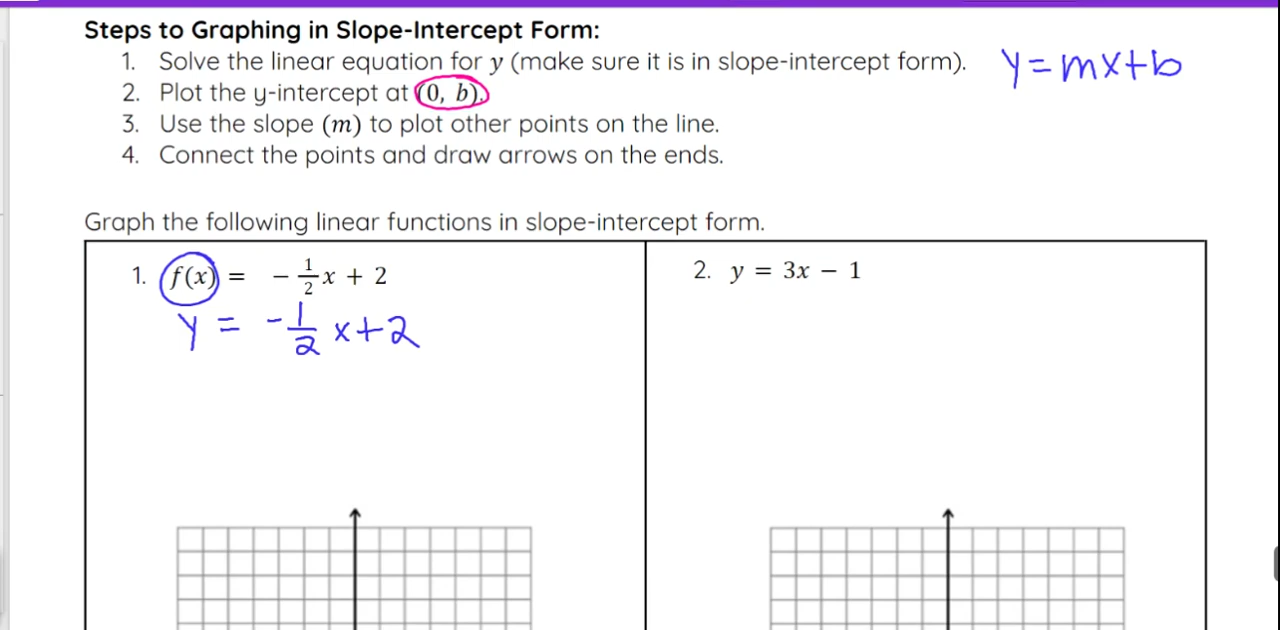 Steps to Graphing in Slope-Intercept Form:
1. Solve the linear equation for y (make sure it is in slope-intercept form). y = mx + b
2. Plot the y-intercept at (0, b).
3. Use the slope (m) to plot other points on the line.
4. Connect the points and draw arrows on the ends.
Graph the following linear functions in slope-intercept form.
1. f(x) = - 1/2 x + 2
y = - 1/2 x + 2
2. y = 3x - 1